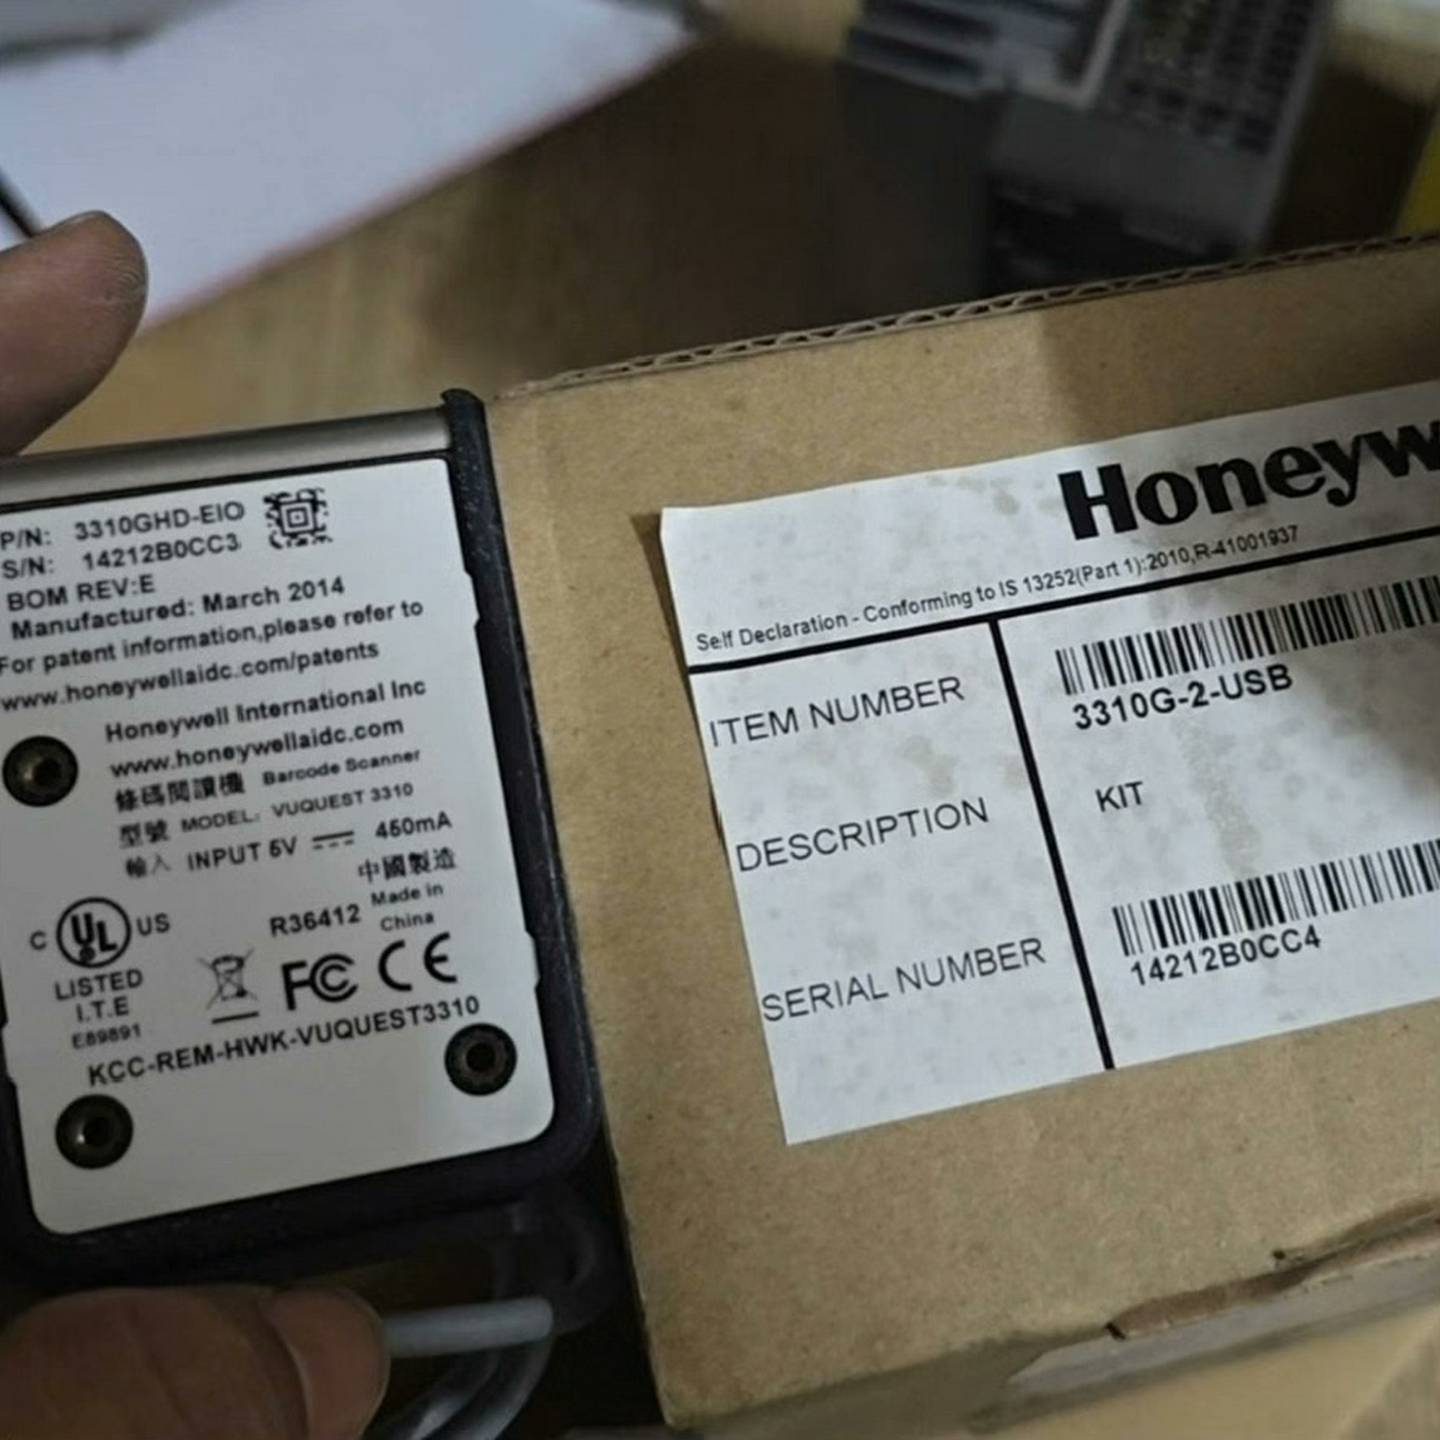 P/N: 3310GHD-EIO
S/N: 14212B0CC3
BOM REV:E
Manufactured: March 2014
For patent information,please refer to
www.honeywellaidc.com/patents
Honeywell International Inc
www.honeywellaidc.com
條碼閱讀機 Barcode Scanner
型號 MODEL: VUQUEST 3310
輸入 INPUT 5V 450mA
中國製造
R36412 Made in
China
C UL US
LISTED
I.T.E
E89891
FC CE
KCC-REM-HWK-VUQUEST3310
Honeyw
Self Declaration - Conforming to IS 13252(Part 1):2010,R-41001937
ITEM NUMBER 3310G-2-USB
DESCRIPTION KIT
SERIAL NUMBER 14212B0CC4